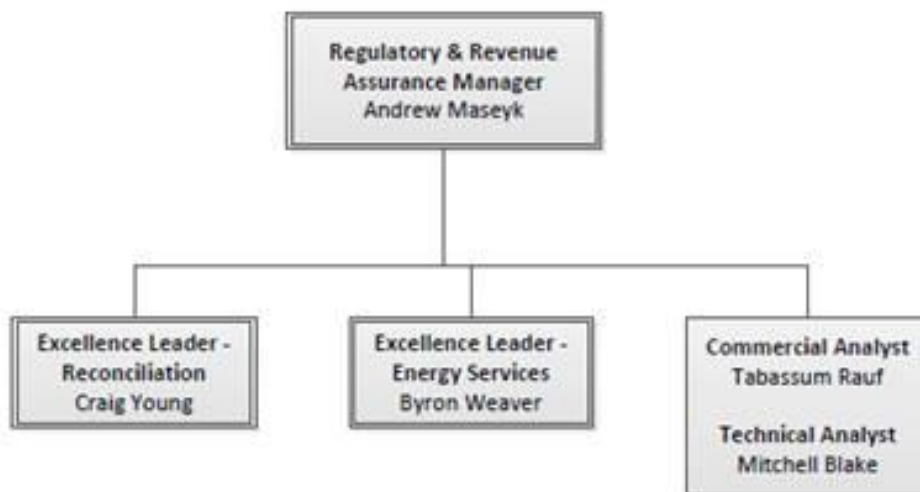 Regulatory & Revenue
Assurance Manager
Andrew Maseyk
Excellence Leader -
Reconciliation
Craig Young
Excellence Leader -
Energy Services
Byron Weaver
Commercial Analyst
Tabassum Rauf
Technical Analyst
Mitchell Blake